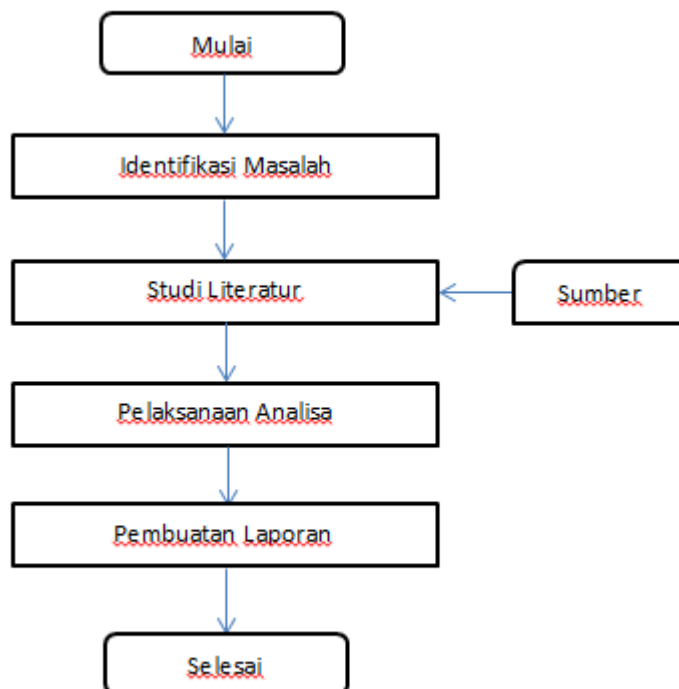 Mulai
Identifikasi Masalah
Studi Literatur
Sumber
Pelaksanaan Analisa
Pembuatan Laporan
Selesai